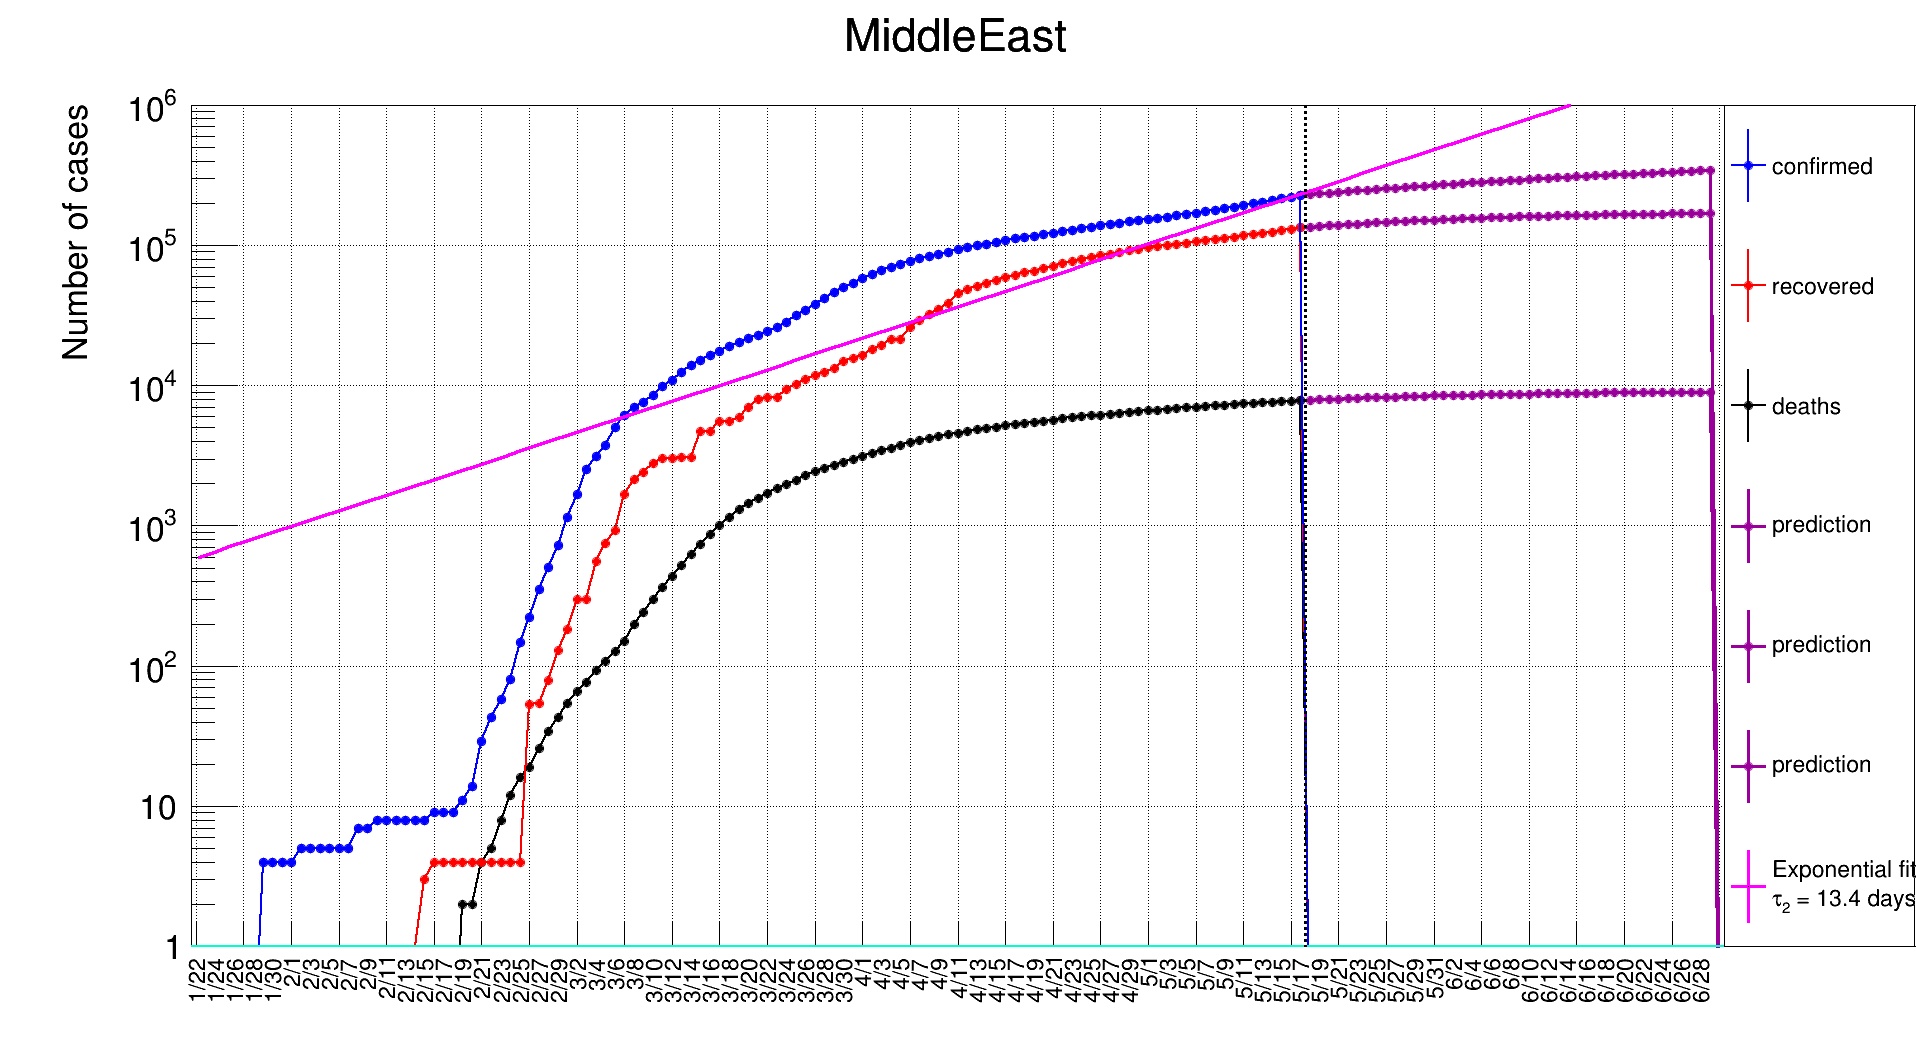 MiddleEast
Number of cases
10^6
10^5
10^4
10^3
10^2
10
1
1/22 1/24 1/26 1/28 1/30 2/1 2/3 2/5 2/7 2/9 2/11 2/13 2/15 2/17 2/19 2/21 2/23 2/25 2/27 2/29 3/2 3/4 3/6 3/8 3/10 3/12 3/14 3/16 3/18 3/20 3/22 3/24 3/26 3/28 3/30 4/1 4/3 4/5 4/7 4/9 4/11 4/13 4/15 4/17 4/19 4/21 4/23 4/25 4/27 4/29 5/1 5/3 5/5 5/7 5/9 5/11 5/13 5/15 5/17 5/19 5/21 5/23 5/25 5/27 5/29 5/31 6/2 6/4 6/6 6/8 6/10 6/12 6/14 6/16 6/18 6/20 6/22 6/24 6/26 6/28
confirmed
recovered
deaths
prediction
prediction
prediction
Exponential fit
τ_2 = 13.4 days